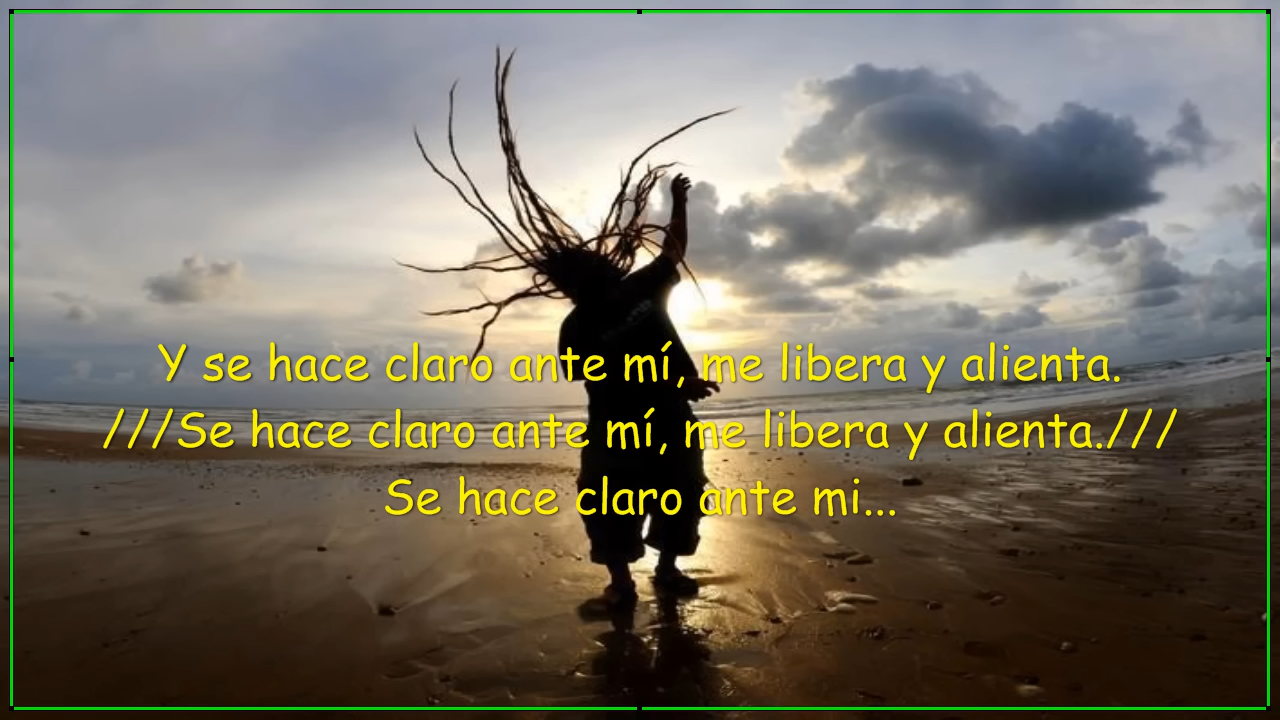 Y se hace claro ante mí, me libera y alienta.
///Se hace claro ante mí, me libera y alienta.///
Se hace claro ante mi...